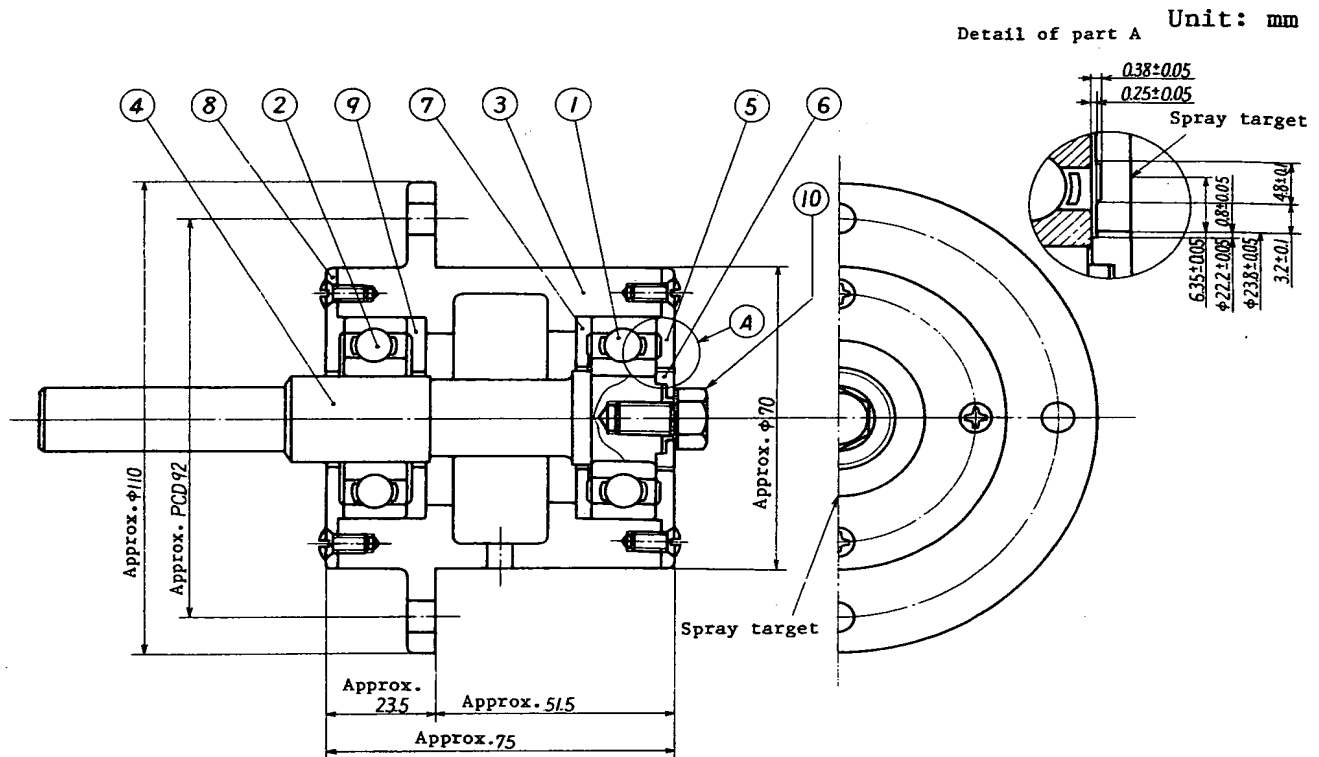 Unit: mm
Detail of part A
0.38±0.05
0.25±0.05
Spray target
4 8 2 9 7 3 1 5 6
10
4.8±0.1
0.8±0.05
3.2±0.1
6.35±0.05
φ22.2±0.05
φ23.8±0.05
A
Approx. φ110
Approx. PCD92
Approx. φ70
Spray target
Approx.
23.5
Approx. 51.5
Approx. 75